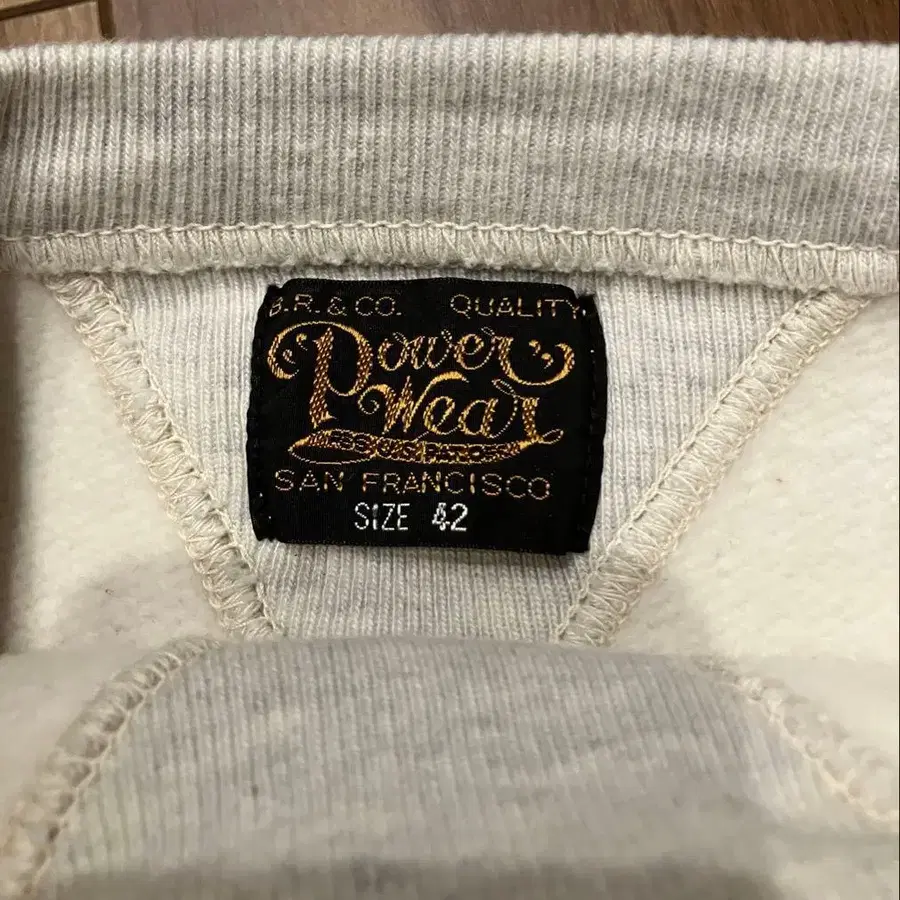 B.R. & CO. QUALITY
Power
Wear
SAN FRANCISCO
SIZE 42